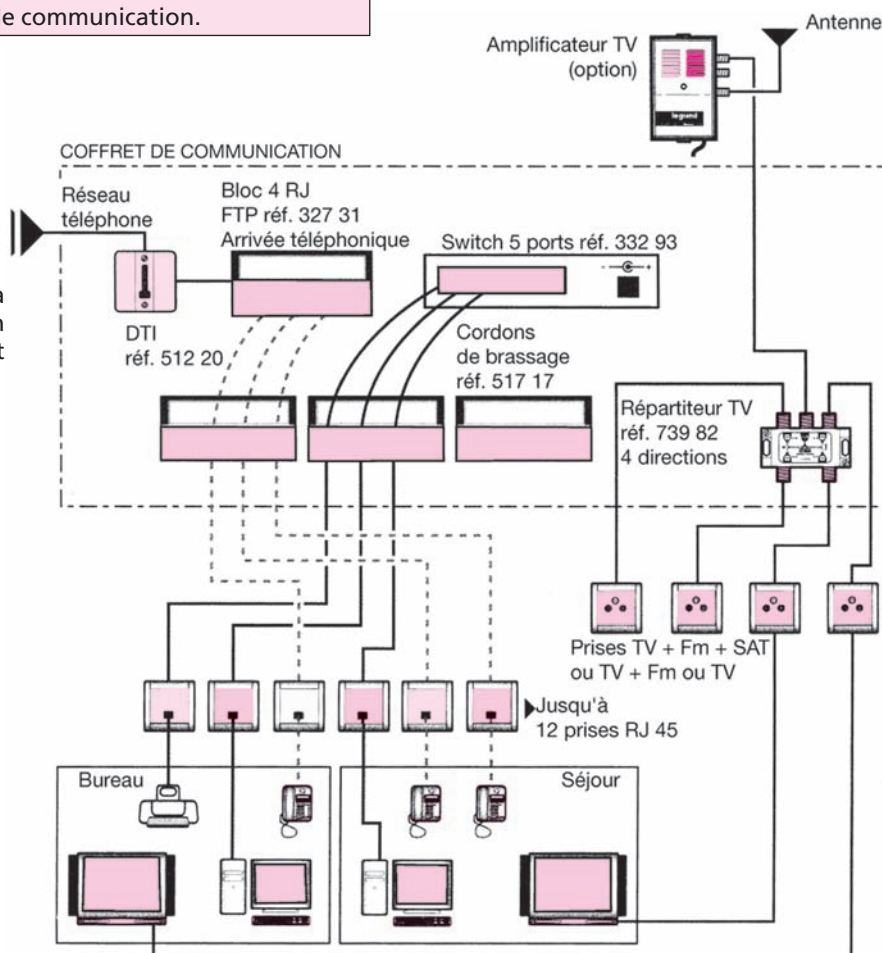 le communication.
Antenne
Amplificateur TV
(option)
legrand
COFFRET DE COMMUNICATION
Réseau
téléphone
Bloc 4 RJ
FTP réf. 327 31
Arrivée téléphonique
Switch 5 ports réf. 332 93
- +
a
n
t
DTI
réf. 512 20
Cordons
de brassage
réf. 517 17
Répartiteur TV
réf. 739 82
4 directions
Prises TV + Fm + SAT
ou TV + Fm ou TV
Jusqu'à
12 prises RJ 45
Bureau
Séjour